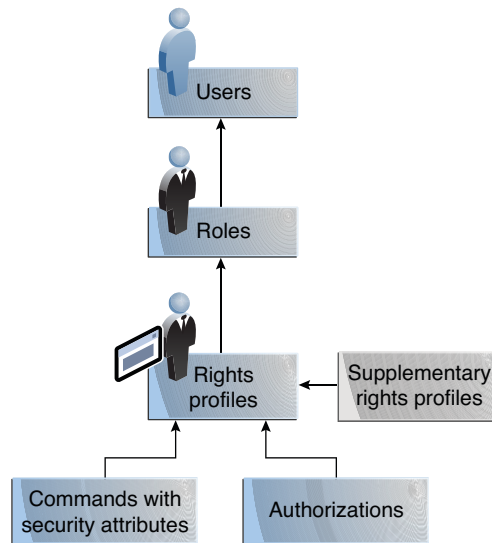 Users
Roles
Rights
profiles
Supplementary
rights profiles
Commands with
security attributes
Authorizations